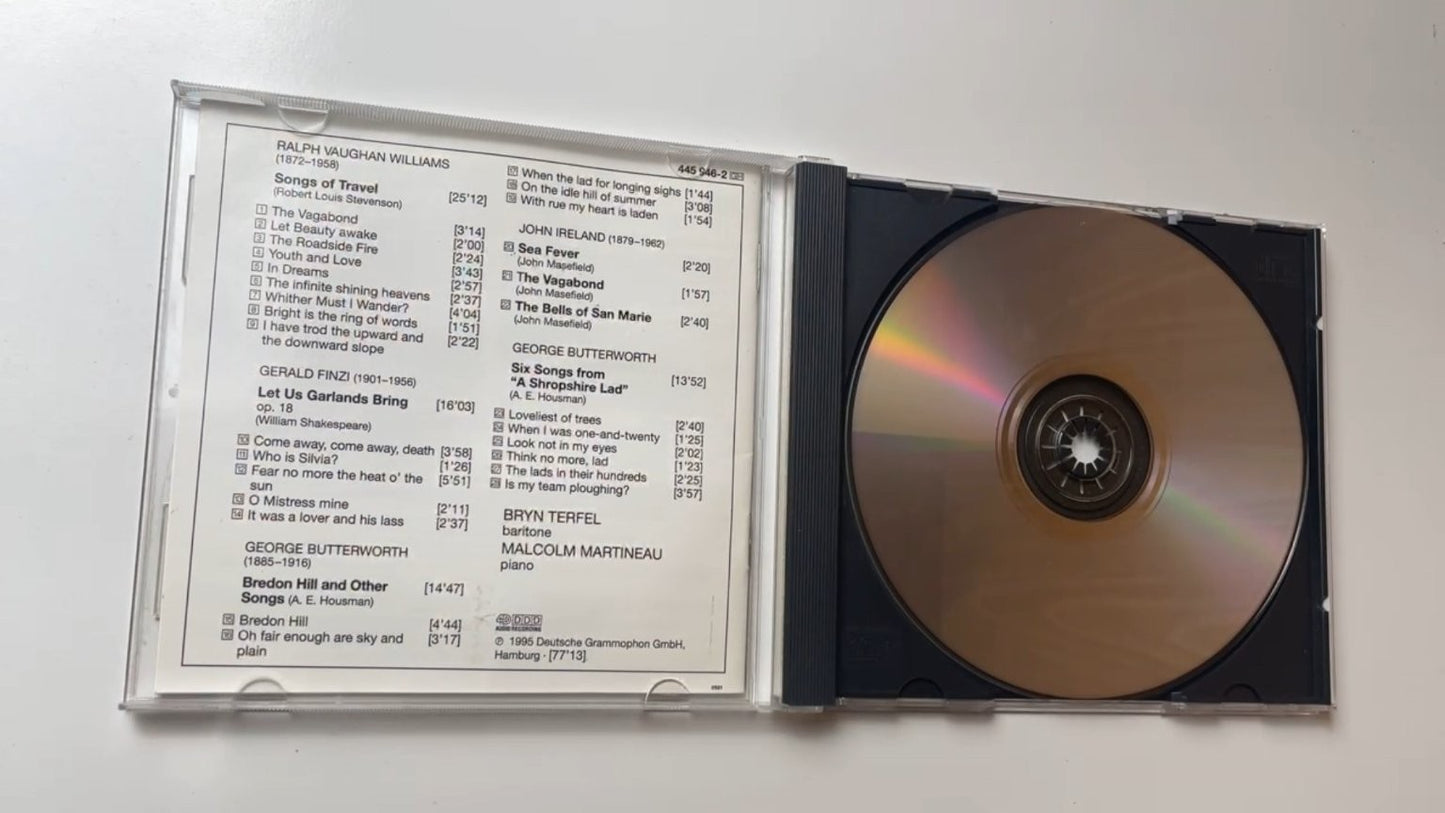 RALPH VAUGHAN WILLIAMS
(1872–1958)
Songs of Travel [25'12]
(Robert Louis Stevenson)
1 The Vagabond [3'14]
2 Let Beauty awake [2'00]
3 The Roadside Fire [2'24]
4 Youth and Love [3'43]
5 In Dreams [2'57]
6 The infinite shining heavens [2'37]
7 Whither Must I Wander? [4'04]
8 Bright is the ring of words [1'51]
9 I have trod the upward and [2'22]
the downward slope
GERALD FINZI (1901–1956)
Let Us Garlands Bring [16'03]
op. 18
(William Shakespeare)
10 Come away, come away, death [3'58]
11 Who is Silvia? [1'26]
12 Fear no more the heat o' the [5'51]
sun
13 O Mistress mine [2'11]
14 It was a lover and his lass [2'37]
GEORGE BUTTERWORTH
(1885–1916)
Bredon Hill and Other [14'47]
Songs (A. E. Housman)
15 Bredon Hill [4'44]
16 Oh fair enough are sky and [3'17]
plain
445 946-2 GH
17 When the lad for longing sighs [1'44]
18 On the idle hill of summer [3'08]
19 With rue my heart is laden [1'54]
JOHN IRELAND (1879–1962)
20 Sea Fever [2'20]
(John Masefield)
21 The Vagabond [1'57]
(John Masefield)
22 The Bells of San Marie [2'40]
(John Masefield)
GEORGE BUTTERWORTH
Six Songs from [13'52]
"A Shropshire Lad"
(A. E. Housman)
23 Loveliest of trees [2'40]
24 When I was one-and-twenty [1'25]
25 Look not in my eyes [2'02]
26 Think no more, lad [1'23]
27 The lads in their hundreds [2'25]
28 Is my team ploughing? [3'57]
BRYN TERFEL
baritone
MALCOLM MARTINEAU
piano
4D DDD
AUDIO RECORDING
℗ 1995 Deutsche Grammophon GmbH,
Hamburg · [77'13]